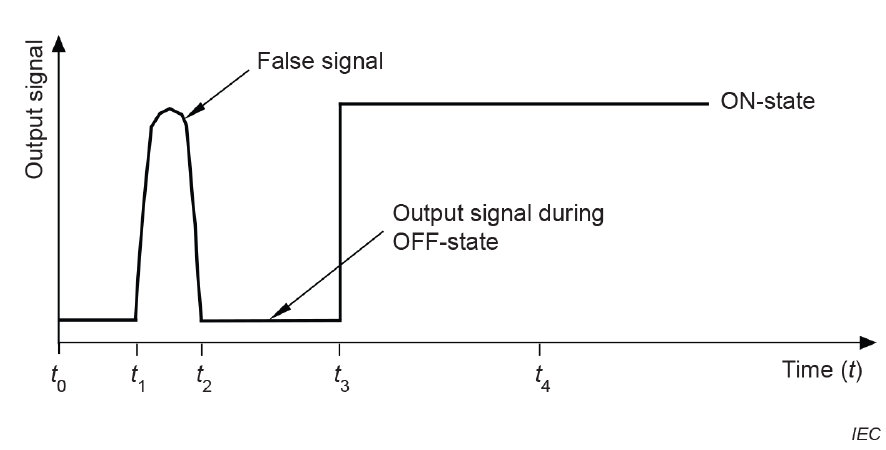 Output signal
False signal
ON-state
Output signal during
OFF-state
t0
t1
t2
t3
t4
Time (t)
IEC